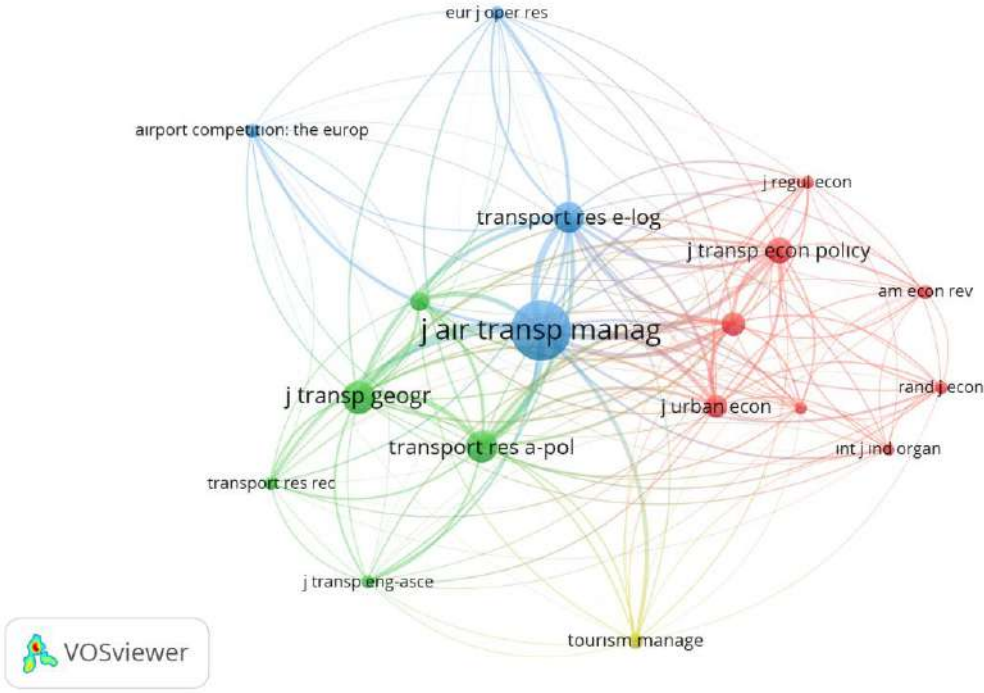 eur j oper res
airport competition: the europ
j regul econ
transport res e-log
j transp econ policy
am econ rev
j air transp manag
rand j econ
j transp geogr
j urban econ
transport res a-pol
int j ind organ
transport res rec
j transp eng-asce
tourism manage
VOSviewer